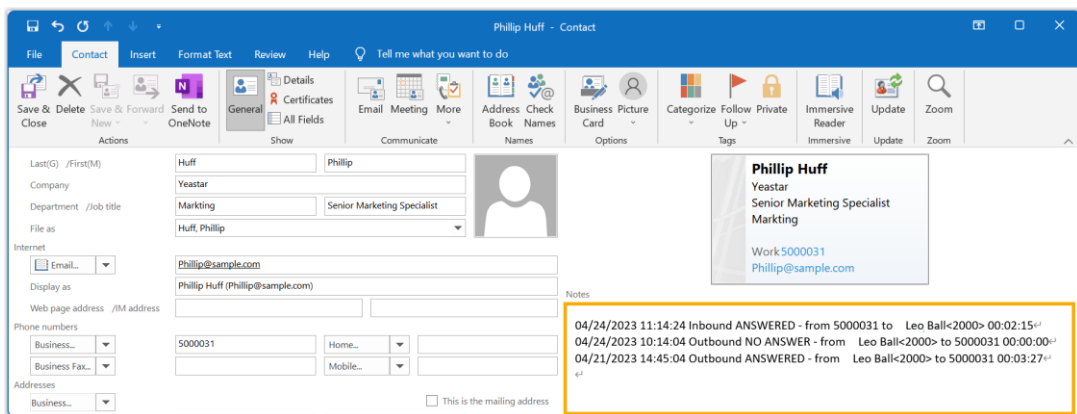 Phillip Huff - Contact
File Contact Insert Format Text Review Help Tell me what you want to do
Save & Close
Delete
Save & New
Forward
Send to OneNote
General
Details
Certificates
All Fields
Email
Meeting
More
Address Book
Check Names
Business Card
Picture
Categorize
Follow Up
Private
Immersive Reader
Update
Zoom
Actions Show Communicate Names Options Tags Immersive Update Zoom
Last(G) /First(M) Huff Phillip
Company Yeastar
Department /Job title Markting Senior Marketing Specialist
File as Huff, Phillip
Internet
Email... Phillip@sample.com
Display as Phillip Huff (Phillip@sample.com)
Web page address /IM address
Phone numbers
Business... 5000031 Home...
Business Fax... Mobile...
Addresses
Business... This is the mailing address
Phillip Huff
Yeastar
Senior Marketing Specialist
Markting
Work 5000031
Phillip@sample.com
Notes
04/24/2023 11:14:24 Inbound ANSWERED - from 5000031 to Leo Ball<2000> 00:02:15
04/24/2023 10:14:04 Outbound NO ANSWER - from Leo Ball<2000> to 5000031 00:00:00
04/21/2023 14:45:04 Outbound ANSWERED - from Leo Ball<2000> to 5000031 00:03:27